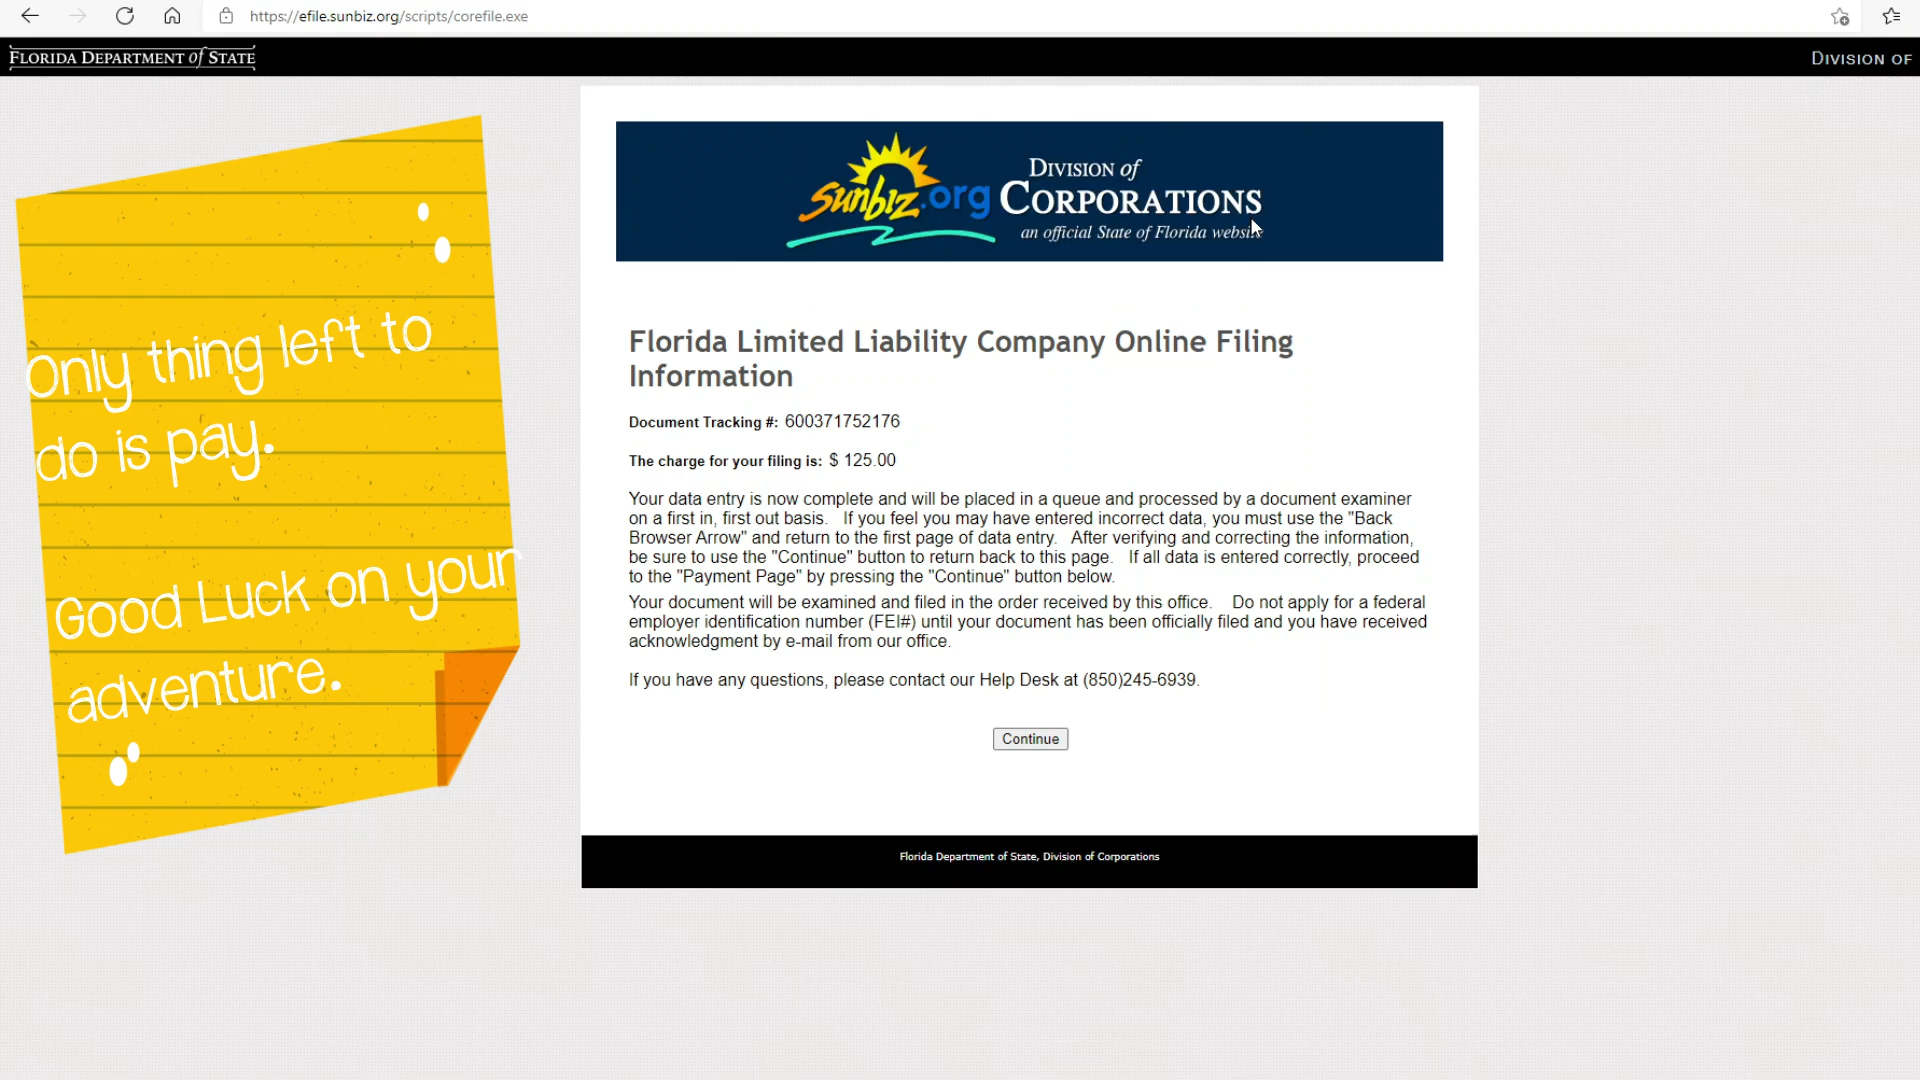 https://efile.sunbiz.org/scripts/corefile.exe
FLORIDA DEPARTMENT of STATE
DIVISION OF
Only thing left to
do is pay.
Good Luck on your
adventure.
sunbiz.org
DIVISION of
CORPORATIONS
an official State of Florida website
Florida Limited Liability Company Online Filing
Information
Document Tracking #: 600371752176
The charge for your filing is: $ 125.00
Your data entry is now complete and will be placed in a queue and processed by a document examiner
on a first in, first out basis. If you feel you may have entered incorrect data, you must use the "Back
Browser Arrow" and return to the first page of data entry. After verifying and correcting the information,
be sure to use the "Continue" button to return back to this page. If all data is entered correctly, proceed
to the "Payment Page" by pressing the "Continue" button below.
Your document will be examined and filed in the order received by this office. Do not apply for a federal
employer identification number (FEI#) until your document has been officially filed and you have received
acknowledgment by e-mail from our office.
If you have any questions, please contact our Help Desk at (850)245-6939.
Continue
Florida Department of State, Division of Corporations